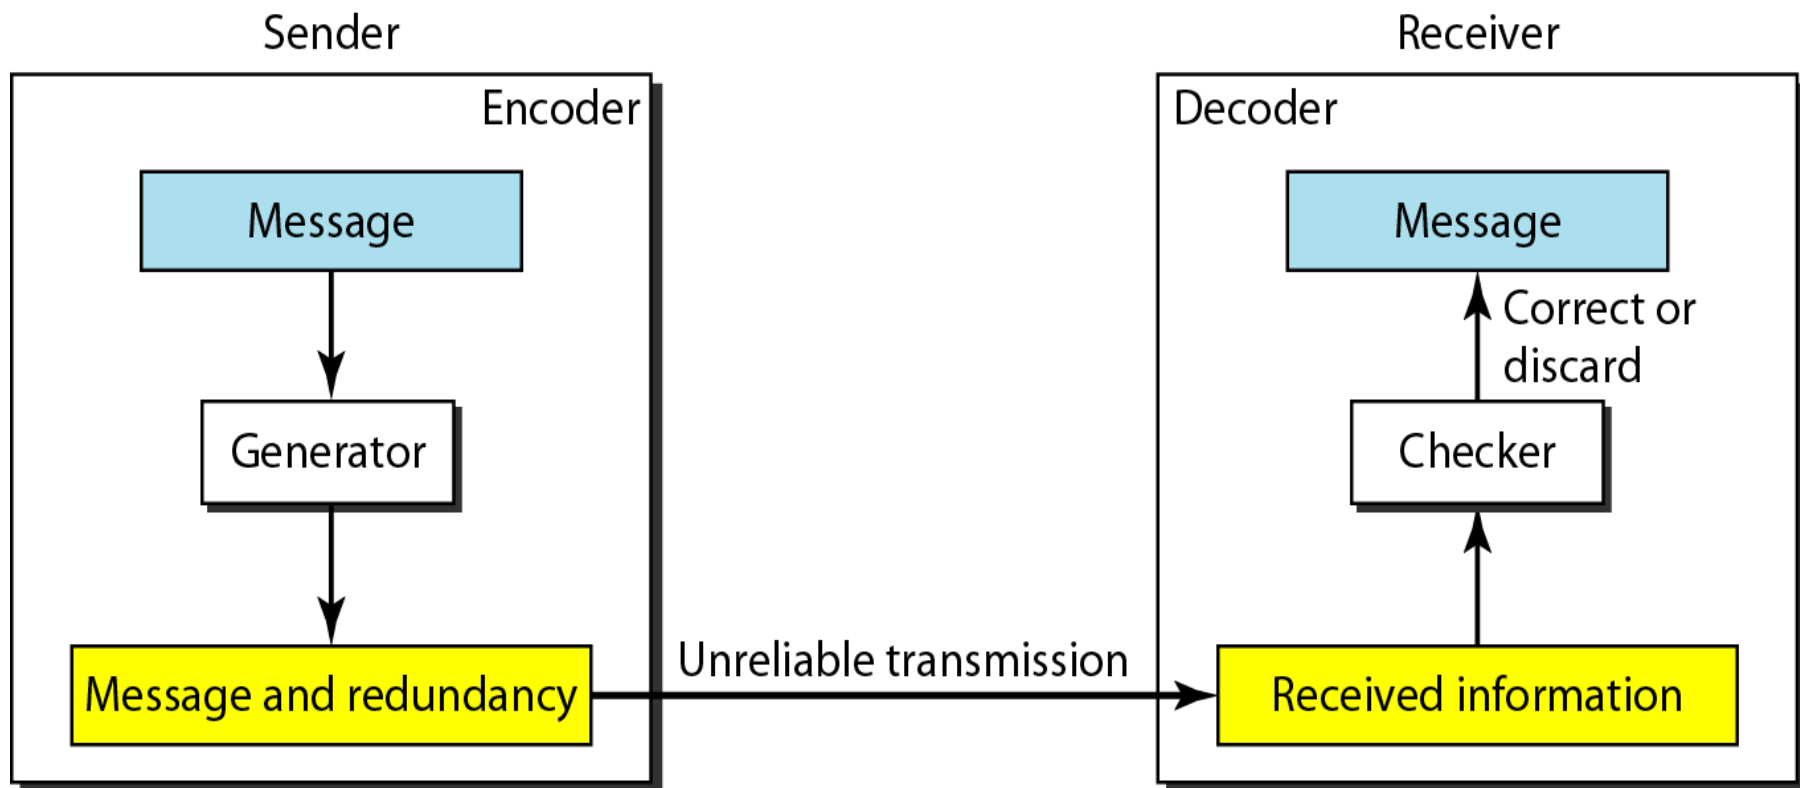 Sender
Encoder
Message
Generator
Message and redundancy
Unreliable transmission
Receiver
Decoder
Message
Correct or
discard
Checker
Received information